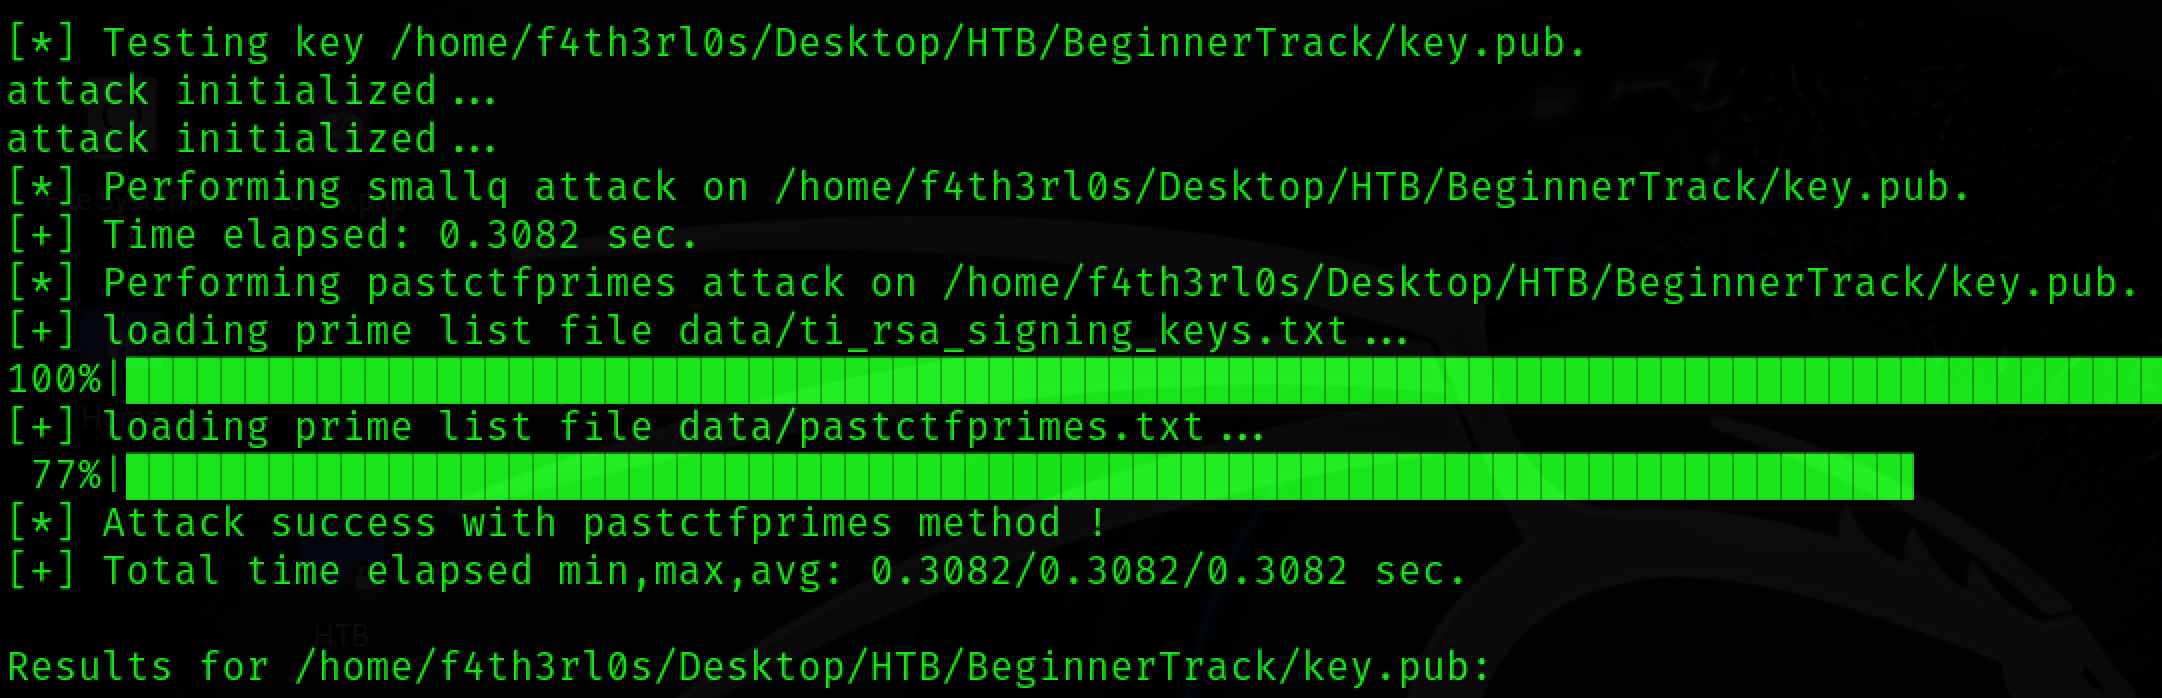 [*] Testing key /home/f4th3rl0s/Desktop/HTB/BeginnerTrack/key.pub.
attack initialized...
attack initialized...
[*] Performing smallq attack on /home/f4th3rl0s/Desktop/HTB/BeginnerTrack/key.pub.
[+] Time elapsed: 0.3082 sec.
[*] Performing pastctfprimes attack on /home/f4th3rl0s/Desktop/HTB/BeginnerTrack/key.pub.
[+] loading prime list file data/ti_rsa_signing_keys.txt...
100%|
[+] loading prime list file data/pastctfprimes.txt...
77%|
[*] Attack success with pastctfprimes method !
[+] Total time elapsed min,max,avg: 0.3082/0.3082/0.3082 sec.
HTB
Results for /home/f4th3rl0s/Desktop/HTB/BeginnerTrack/key.pub: